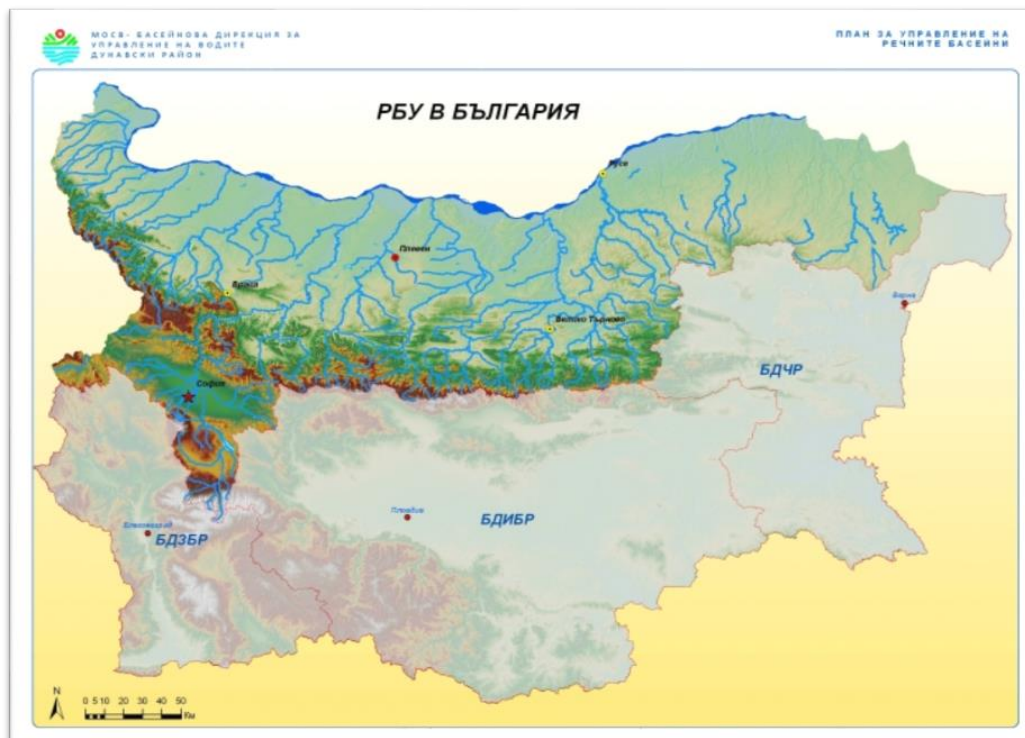 МОСВ- БАСЕЙНОВА ДИРЕКЦИЯ ЗА
УПРАВЛЕНИЕ НА ВОДИТЕ
ДУНАВСКИ РАЙОН
ПЛАН ЗА УПРАВЛЕНИЕ НА
РЕЧНИТЕ БАСЕЙНИ
РБУ В БЪЛГАРИЯ
Русе
Плевен
Враца
Варна
Велико Търново
БДЧР
София
Пловдив
БДИБР
Благоевград
БДЗБР
N
0 5 10 20 30 40 50
Км